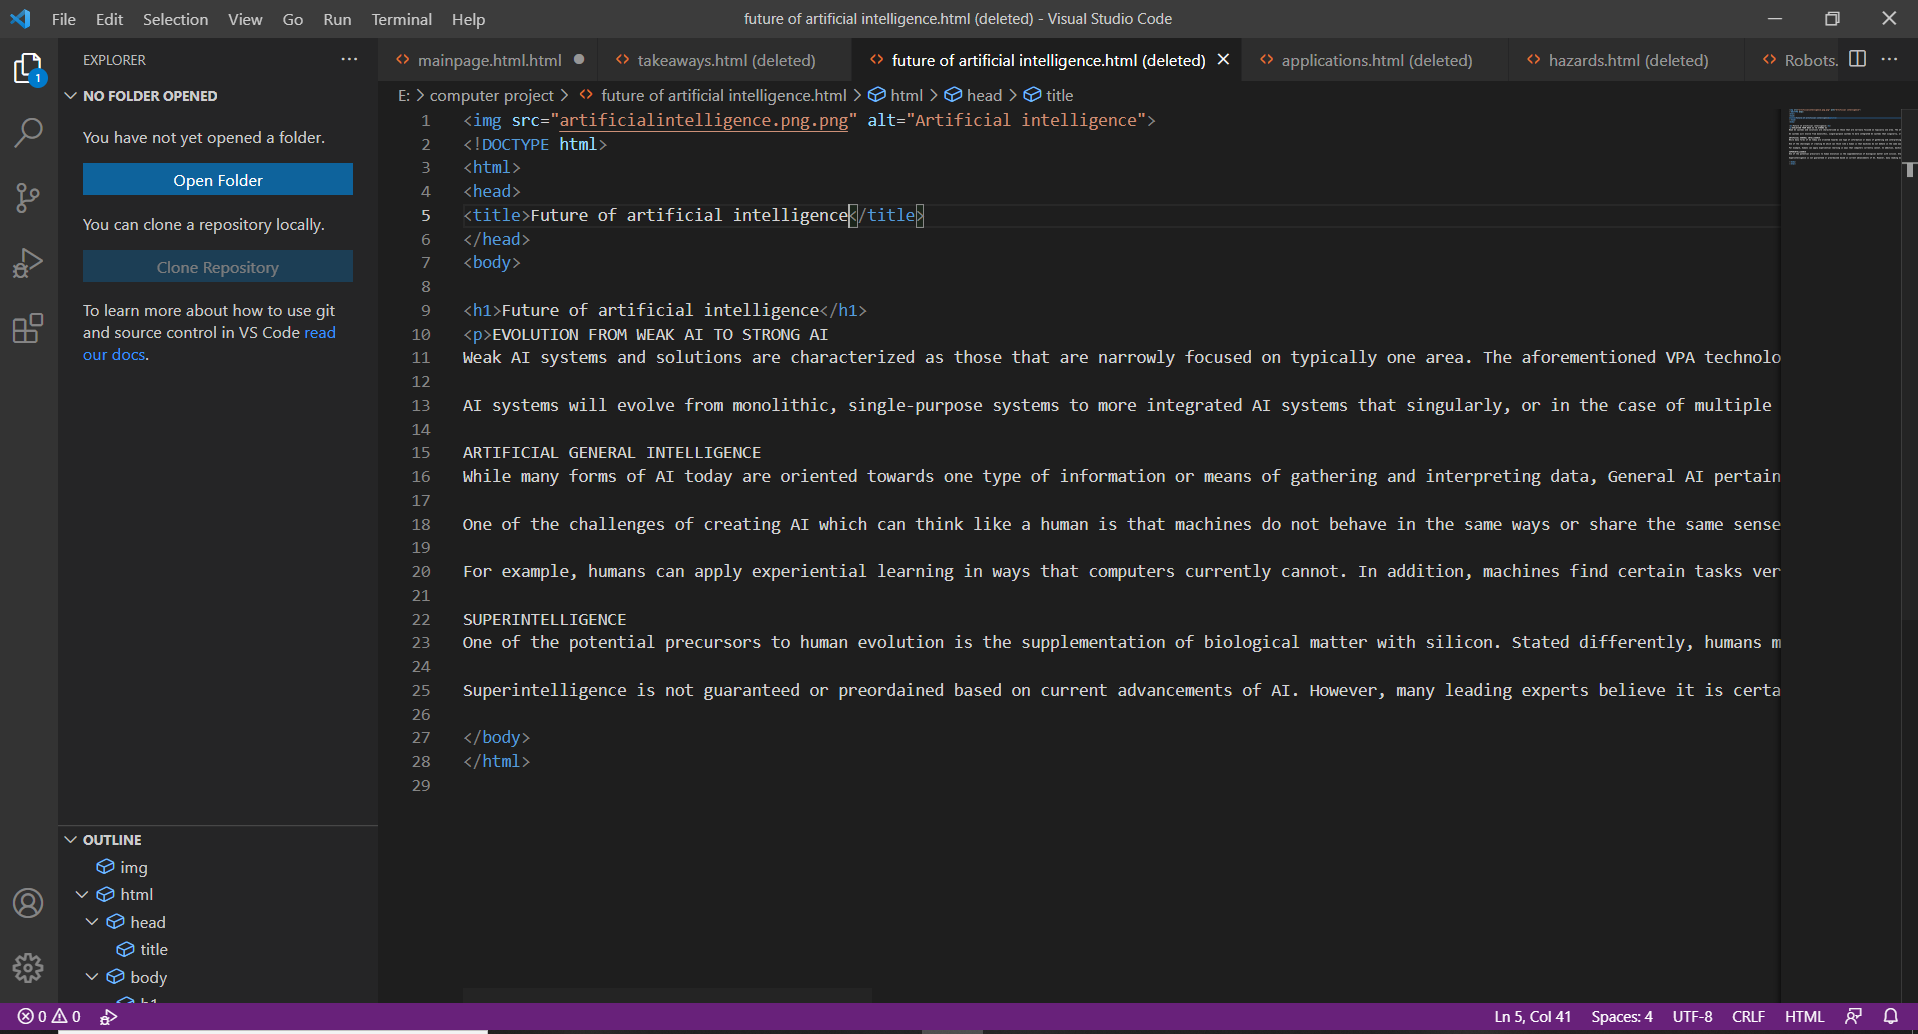 File Edit Selection View Go Run Terminal Help
future of artificial intelligence.html (deleted) - Visual Studio Code
EXPLORER
mainpage.html.html
takeaways.html (deleted)
future of artificial intelligence.html (deleted)
applications.html (deleted)
hazards.html (deleted)
Robots.
1
NO FOLDER OPENED
You have not yet opened a folder.
Open Folder
You can clone a repository locally.
Clone Repository
To learn more about how to use git
and source control in VS Code read
our docs.
E: > computer project > future of artificial intelligence.html > html > head > title
1 <img src="artificialintelligence.png.png" alt="Artificial intelligence">
2 <!DOCTYPE html>
3 <html>
4 <head>
5 <title>Future of artificial intelligence</title>
6 </head>
7 <body>
8
9 <h1>Future of artificial intelligence</h1>
10 <p>EVOLUTION FROM WEAK AI TO STRONG AI
11 Weak AI systems and solutions are characterized as those that are narrowly focused on typically one area. The aforementioned VPA technolo
12
13 AI systems will evolve from monolithic, single-purpose systems to more integrated AI systems that singularly, or in the case of multiple
14
15 ARTIFICIAL GENERAL INTELLIGENCE
16 While many forms of AI today are oriented towards one type of information or means of gathering and interpreting data, General AI pertain
17
18 One of the challenges of creating AI which can think like a human is that machines do not behave in the same ways or share the same sense
19
20 For example, humans can apply experiential learning in ways that computers currently cannot. In addition, machines find certain tasks ver
21
22 SUPERINTELLIGENCE
23 One of the potential precursors to human evolution is the supplementation of biological matter with silicon. Stated differently, humans m
24
25 Superintelligence is not guaranteed or preordained based on current advancements of AI. However, many leading experts believe it is certa
26
27 </body>
28 </html>
29
OUTLINE
img
html
head
title
body
h1
0 0
Ln 5, Col 41 Spaces: 4 UTF-8 CRLF HTML